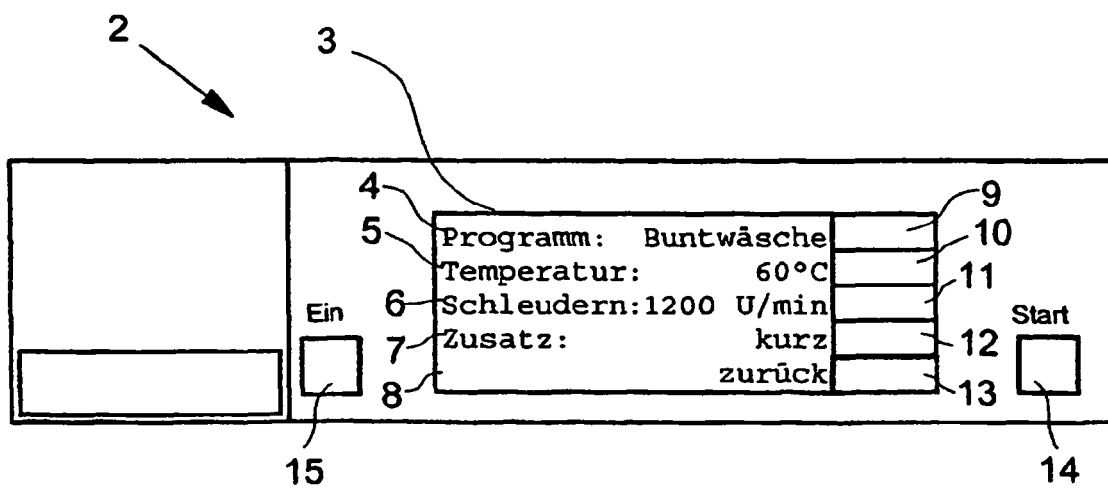 2
3
4
9
Programm: Buntwäsche
5
10
Temperatur: 60°C
11
6
Schleudern:1200 U/min
Ein
Start
7
Zusatz: kurz
12
8
zurück
13
15
14